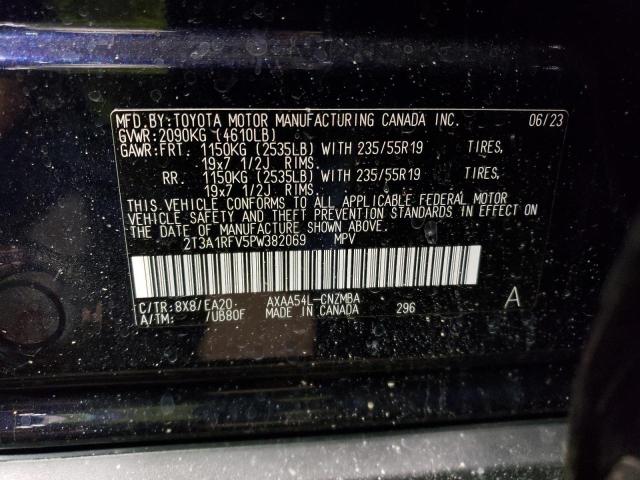 MFD.BY:TOYOTA MOTOR MANUFACTURING CANADA INC. 06/23
GVWR:2090KG (4610LB)
GAWR:FRT. 1150KG (2535LB) WITH 235/55R19 TIRES,
19x7 1/2J RIMS.
RR. 1150KG (2535LB) WITH 235/55R19 TIRES,
19x7 1/2J RIMS.
THIS VEHICLE CONFORMS TO ALL APPLICABLE FEDERAL MOTOR
VEHICLE SAFETY AND THEFT PREVENTION STANDARDS IN EFFECT ON
THE DATE OF MANUFACTURE SHOWN ABOVE.
2T3A1RFV5PW382069 MPV
C/TR:8X8/EA20 AXAA54L-CNZMBA A
A/TM: /UB80F MADE IN CANADA 296